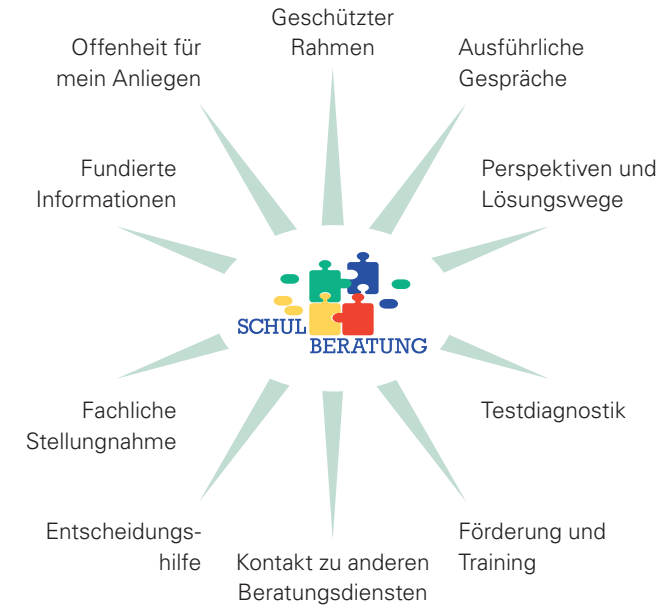 Geschützter
Rahmen
Offenheit für
mein Anliegen
Ausführliche
Gespräche
Fundierte
Informationen
Perspektiven und
Lösungswege
SCHUL
BERATUNG
Fachliche
Stellungnahme
Testdiagnostik
Entscheidungs-
hilfe
Kontakt zu anderen
Beratungsdiensten
Förderung und
Training